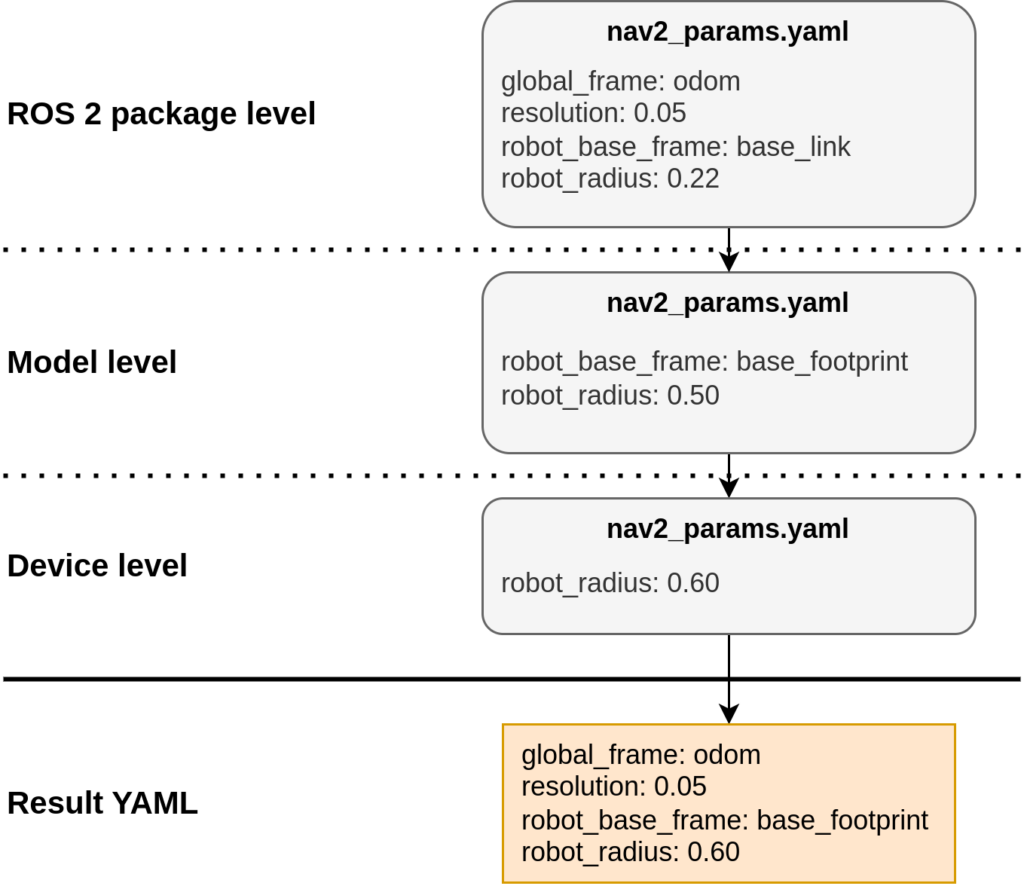 nav2_params.yaml
ROS 2 package level
global_frame: odom
resolution: 0.05
robot_base_frame: base_link
robot_radius: 0.22
nav2_params.yaml
Model level
robot_base_frame: base_footprint
robot_radius: 0.50
nav2_params.yaml
Device level
robot_radius: 0.60
Result YAML
global_frame: odom
resolution: 0.05
robot_base_frame: base_footprint
robot_radius: 0.60